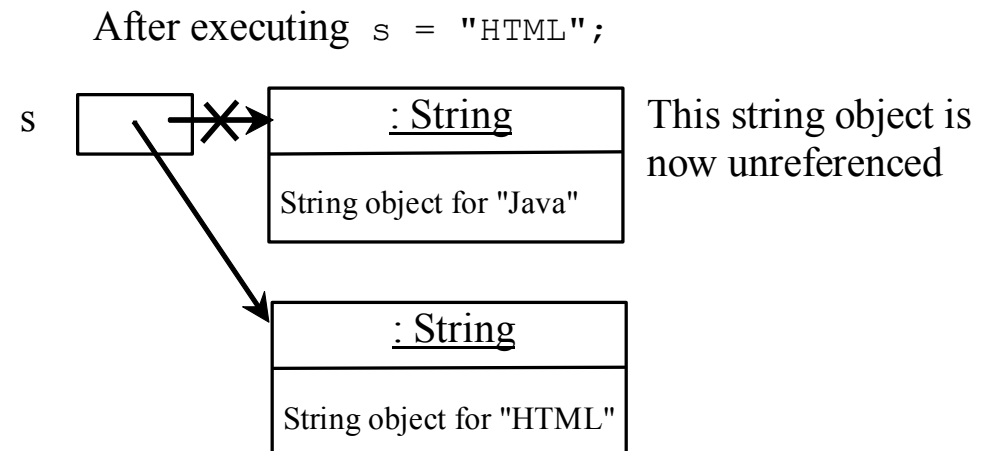 After executing s = "HTML";
s
: String
This string object is
now unreferenced
String object for "Java"
: String
String object for "HTML"